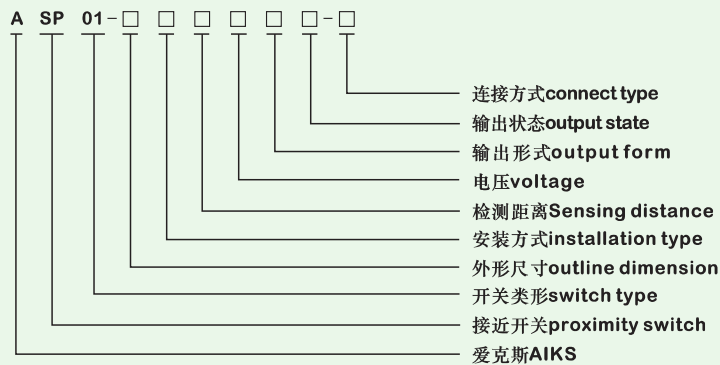 A SP 01-□ □ □ □ □ □-□
连接方式connect type
输出状态output state
输出形式output form
电压voltage
检测距离Sensing distance
安装方式installation type
外形尺寸outline dimension
开关类形switch type
接近开关proximity switch
爱克斯AIKS